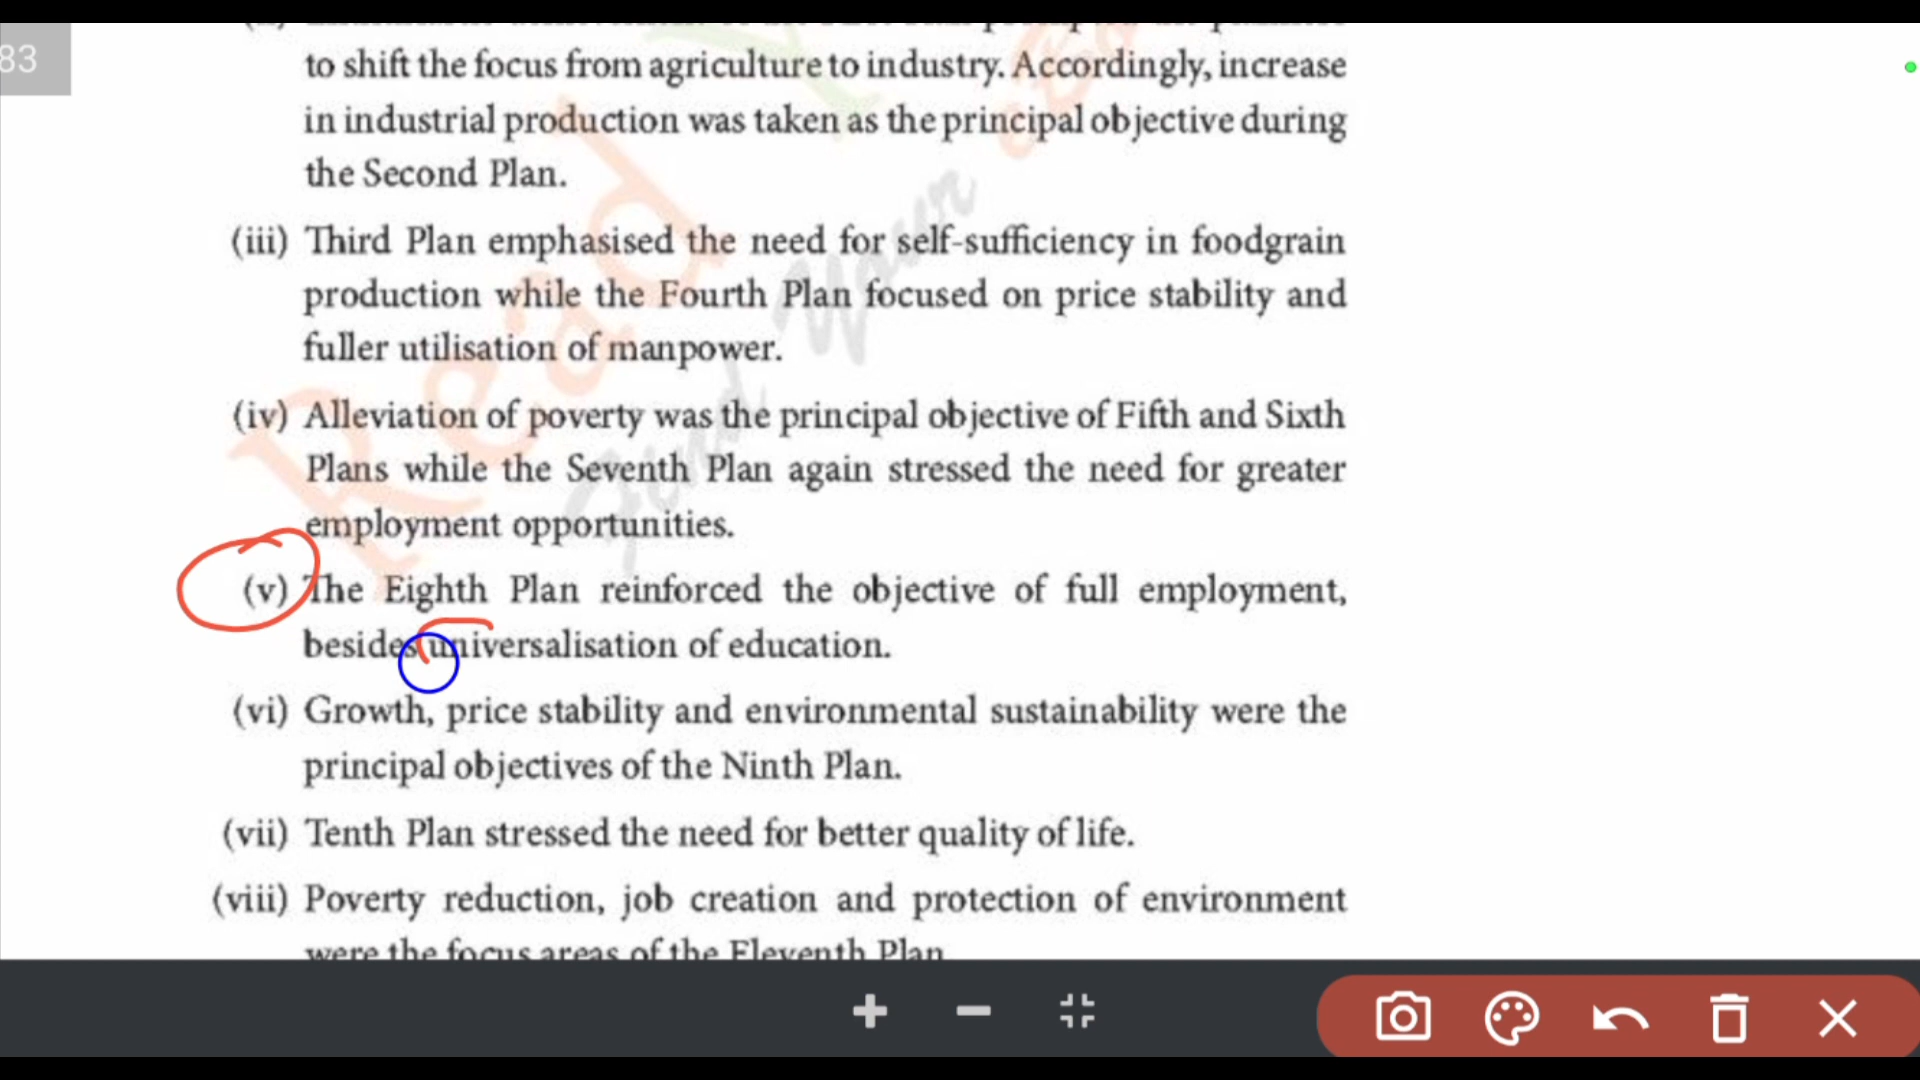 83
to shift the focus from agriculture to industry. Accordingly, increase
in industrial production was taken as the principal objective during
the Second Plan.
(iii) Third Plan emphasised the need for self-sufficiency in foodgrain
production while the Fourth Plan focused on price stability and
fuller utilisation of manpower.
(iv) Alleviation of poverty was the principal objective of Fifth and Sixth
Plans while the Seventh Plan again stressed the need for greater
employment opportunities.
(v) The Eighth Plan reinforced the objective of full employment,
besides universalisation of education.
(vi) Growth, price stability and environmental sustainability were the
principal objectives of the Ninth Plan.
(vii) Tenth Plan stressed the need for better quality of life.
(viii) Poverty reduction, job creation and protection of environment
were the focus areas of the Eleventh Plan
Read